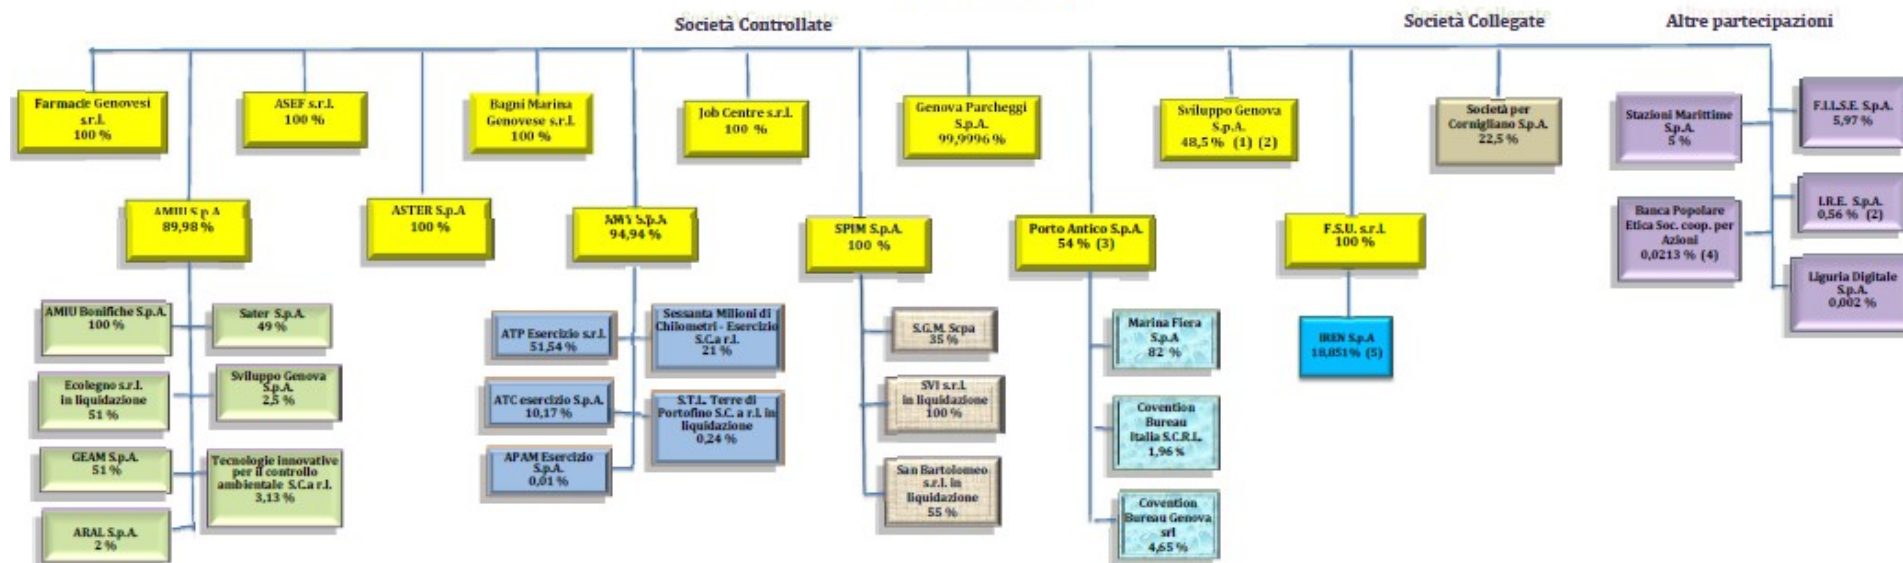 Società Controllate
Società Collegate
Altre partecipazioni
Farmacie Genovesi
s.r.l.
100 %
ASEF s.r.l.
100 %
Bagni Marina
Genovese s.r.l.
100 %
Job Centre s.r.l.
100 %
Genova Parcheggi
S.p.A.
99,9996 %
Sviluppo Genova
S.p.A.
48,5% (1) (2)
Società per
Cornigliano S.p.A.
22,5 %
Stazioni Marittime
S.p.A.
5 %
F.I.L.S.E. S.p.A.
5,97 %
AMIU S.p.A
89,98 %
ASTER S.p.A
100 %
AMT S.p.A
94,94 %
SPIM S.p.A.
100 %
Porto Antico S.p.A.
54 % (3)
F.S.U. s.r.l.
100 %
Banca Popolare
Etica Soc. coop. per
Azioni
0,0213 % (4)
I.R.E. S.p.A.
0,56 % (2)
Liguria Digitale
S.p.A.
0,002 %
AMIU Bonifiche S.p.A.
100 %
Sater S.p.A.
49 %
Ecolegno s.r.l.
in liquidazione
51 %
Sviluppo Genova
S.p.A.
2,5 %
GEAM S.p.A.
51 %
Tecnologie innovative
per il controllo
ambientale S.C.a r.l.
3,13 %
ARAL S.p.A.
2 %
ATP Esercizio s.r.l.
51,54 %
Sessanta Milioni di
Chilometri - Esercizio
S.C.a r.l.
21 %
ATC esercizio S.p.A.
10,17 %
S.T.L. Terre di
Portofino S.C. a r.l. in
liquidazione
0,24 %
APAM Esercizio
S.p.A.
0,01 %
S.G.M. Scpa
35 %
SVI s.r.l.
in liquidazione
100 %
San Bartolomeo
s.r.l. in
liquidazione
55 %
Marina Fiera
S.p.A
82 %
Covention
Bureau
Italia S.C.R.L.
1,96 %
Covention
Bureau Genova
srl
4,65 %
IREN S.p.A
18,851% (5)